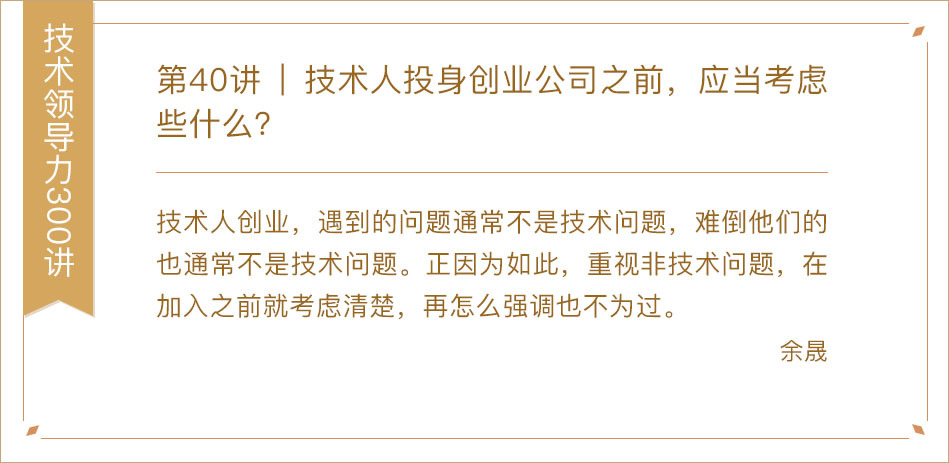 技术领导力300讲
第40讲 | 技术人投身创业公司之前，应当考虑
些什么？
技术人创业，遇到的问题通常不是技术问题，难倒他们的
也通常不是技术问题。正因为如此，重视非技术问题，在
加入之前就考虑清楚，再怎么强调也不为过。
余晟